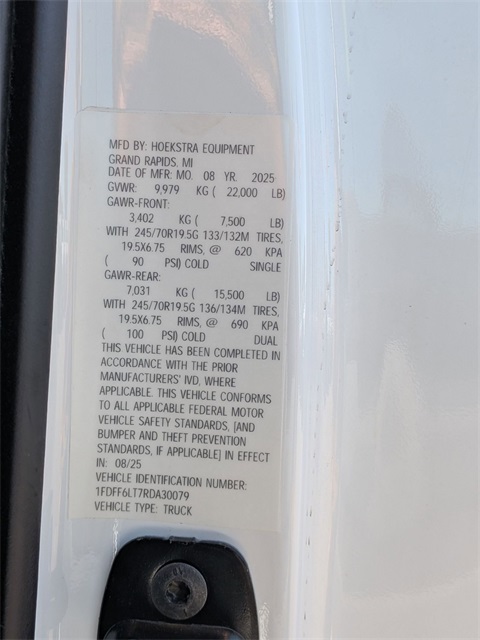 MFD BY: HOEKSTRA EQUIPMENT
GRAND RAPIDS, MI
DATE OF MFR: MO. 08 YR. 2025
GVWR: 9,979 KG ( 22,000 LB)
GAWR-FRONT:
3,402 KG ( 7,500 LB)
WITH 245/70R19.5G 133/132M TIRES,
19.5X6.75 RIMS, @ 620 KPA
( 90 PSI) COLD SINGLE
GAWR-REAR:
7,031 KG ( 15,500 LB)
WITH 245/70R19.5G 136/134M TIRES,
19.5X6.75 RIMS, @ 690 KPA
( 100 PSI) COLD DUAL
THIS VEHICLE HAS BEEN COMPLETED IN
ACCORDANCE WITH THE PRIOR
MANUFACTURERS' IVD, WHERE
APPLICABLE. THIS VEHICLE CONFORMS
TO ALL APPLICABLE FEDERAL MOTOR
VEHICLE SAFETY STANDARDS, [AND
BUMPER AND THEFT PREVENTION
STANDARDS, IF APPLICABLE] IN EFFECT
IN: 08/25
VEHICLE IDENTIFICATION NUMBER:
1FDFF6LT7RDA30079
VEHICLE TYPE: TRUCK